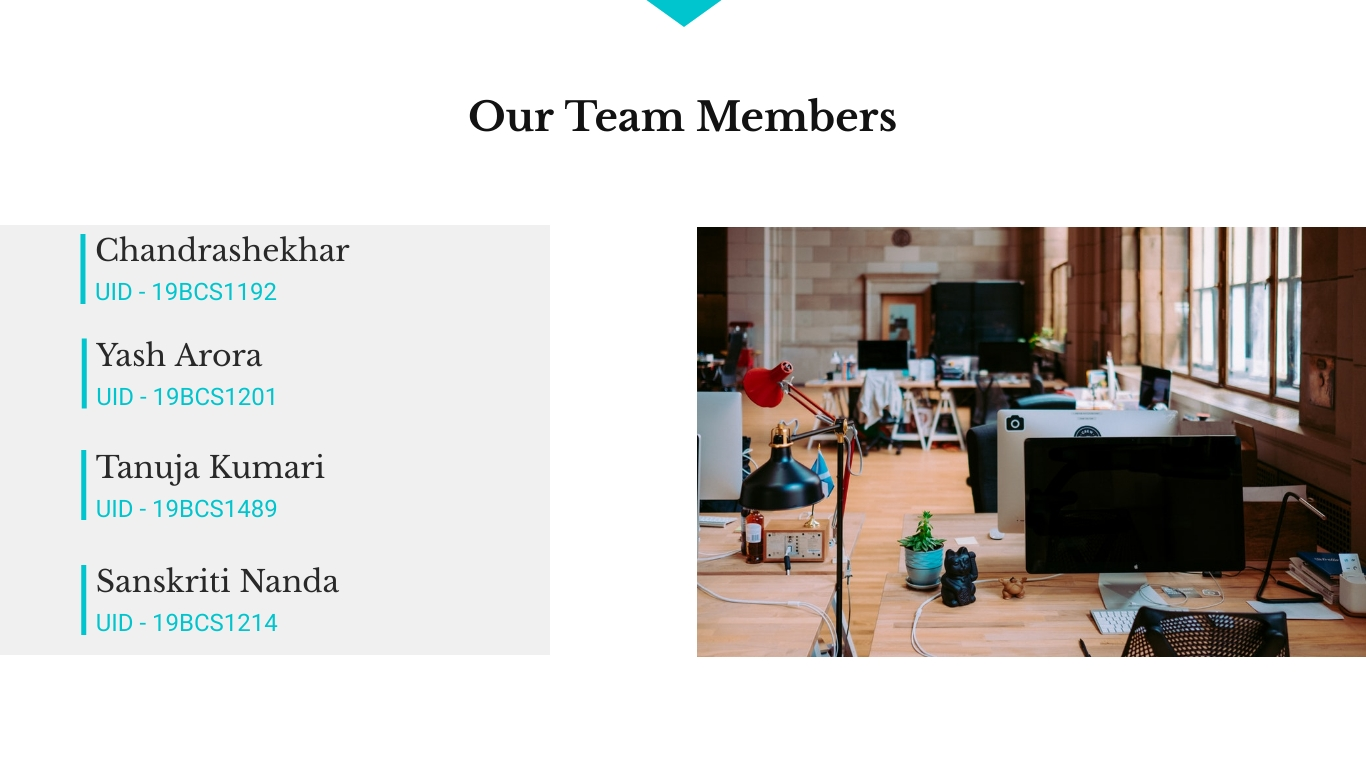 Our Team Members
Chandrashekhar
UID - 19BCS1192
Yash Arora
UID - 19BCS1201
Tanuja Kumari
UID - 19BCS1489
Sanskriti Nanda
UID - 19BCS1214